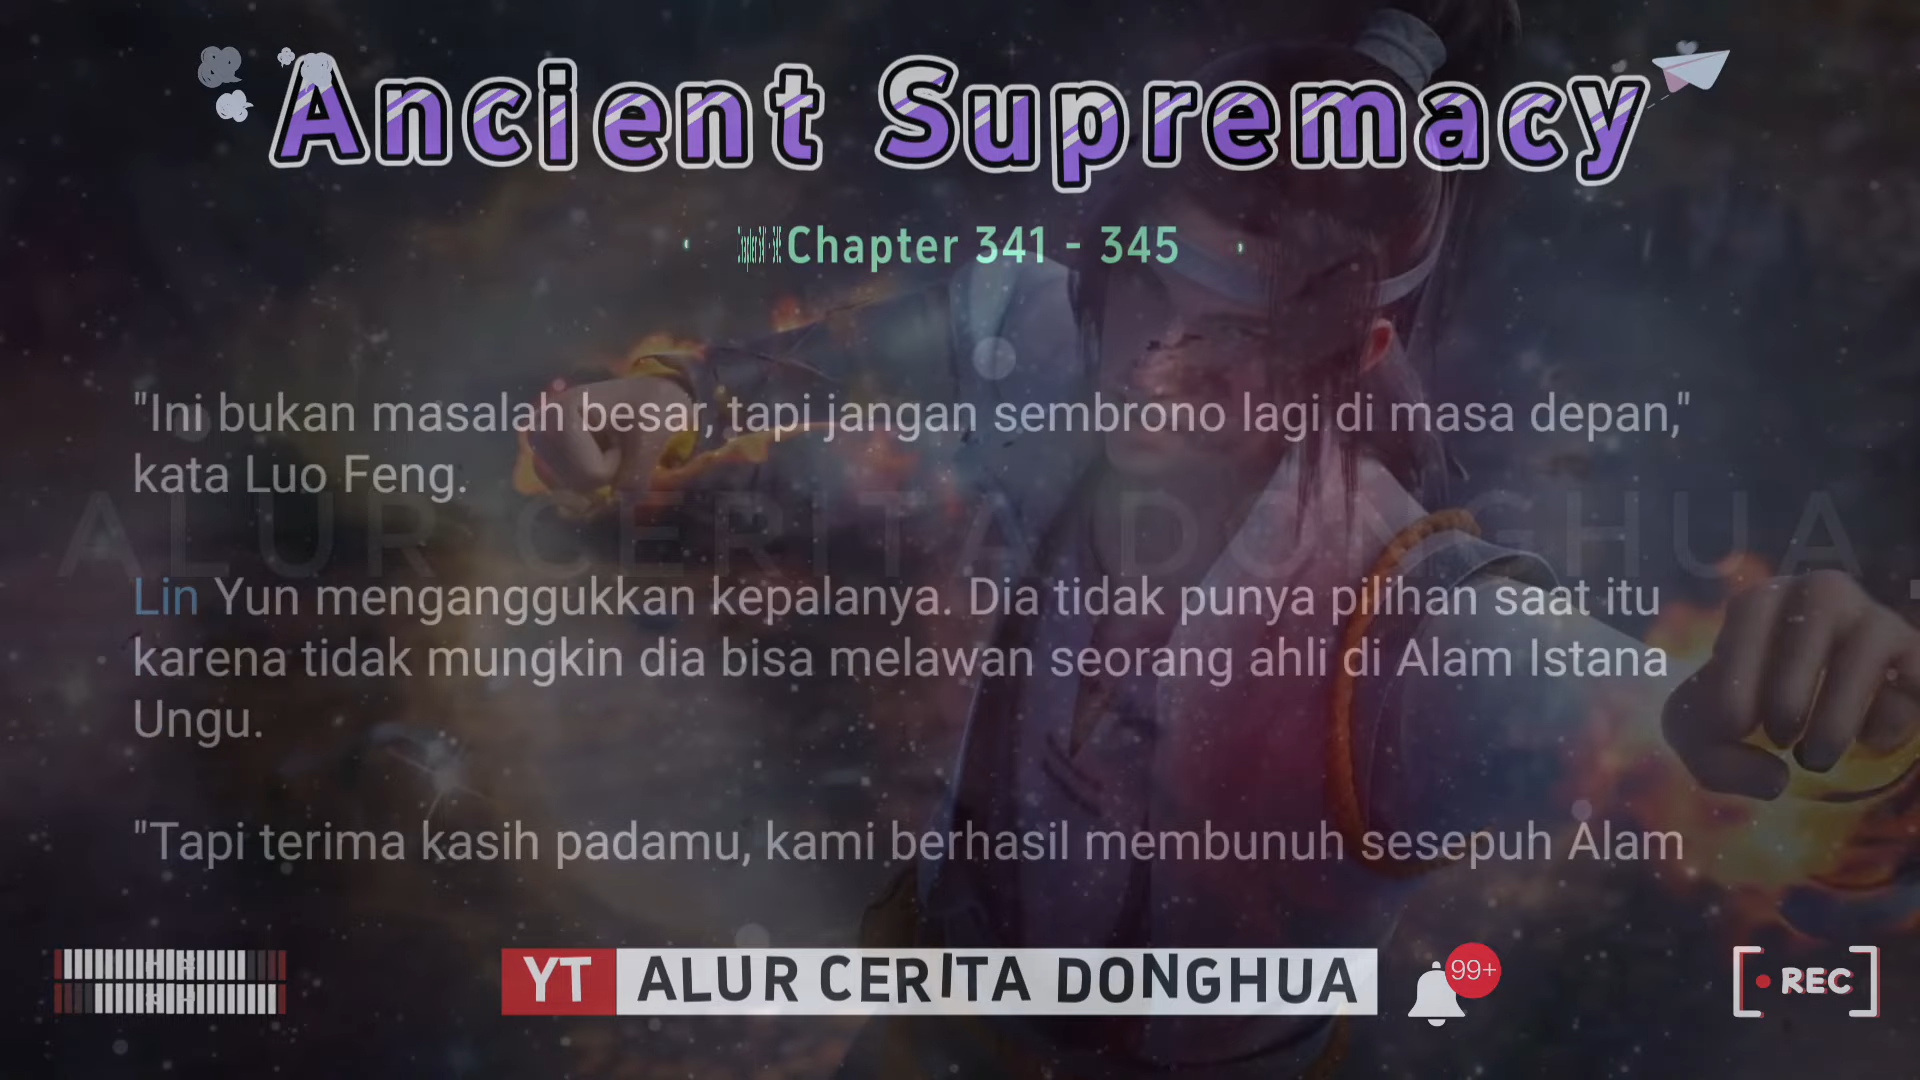 Ancient Supremacy
Chapter 341 - 345
"Ini bukan masalah besar, tapi jangan sembrono lagi di masa depan,"
kata Luo Feng.
ALUR CERITA DONGHUA
Lin Yun menganggukkan kepalanya. Dia tidak punya pilihan saat itu
karena tidak mungkin dia bisa melawan seorang ahli di Alam Istana
Ungu.
"Tapi terima kasih padamu, kami berhasil membunuh sesepuh Alam
YT ALUR CERITA DONGHUA
99+
REC